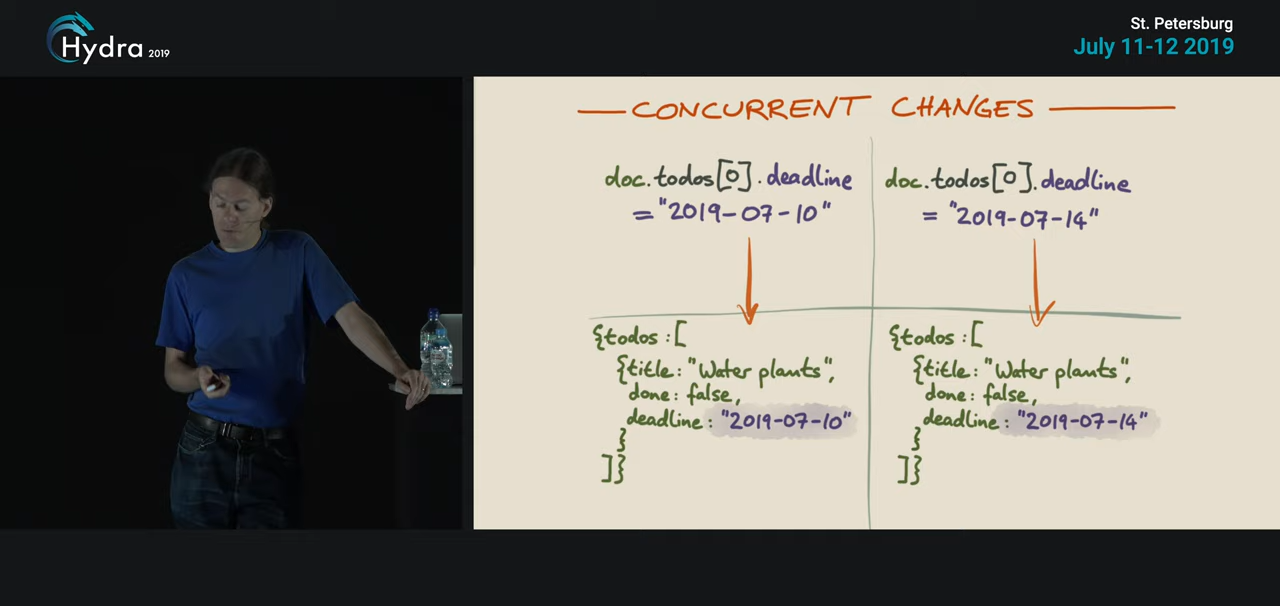 Hydra 2019
St. Petersburg
July 11-12 2019
CONCURRENT CHANGES
doc.todos[0].deadline
= "2019-07-10"
{todos:[
{title: "Water plants",
done: false,
deadline: "2019-07-10"
}
]}
doc.todos[0].deadline
= "2019-07-14"
{todos:[
{title: "Water plants",
done: false,
deadline: "2019-07-14"
}
]}